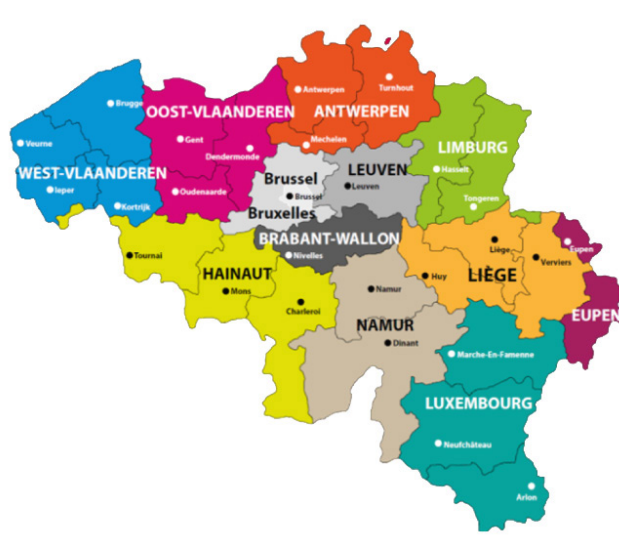 Antwerpen
Turnhout
Brugge
OOST-VLAANDEREN
ANTWERPEN
Veurne
Gent
Mechelen
LIMBURG
Dendermonde
WEST-VLAANDEREN
Brussel
LEUVEN
Hasselt
Ieper
Oudenaarde
Brussel
Leuven
Kortrijk
Bruxelles
Tongeren
BRABANT-WALLON
Liège
Eupen
Tournai
Nivelles
Verviers
HAINAUT
Huy
LIÈGE
Mons
Namur
Charleroi
EUPEN
NAMUR
Dinant
Marche-En-Famenne
LUXEMBOURG
Neufchâteau
Arlon